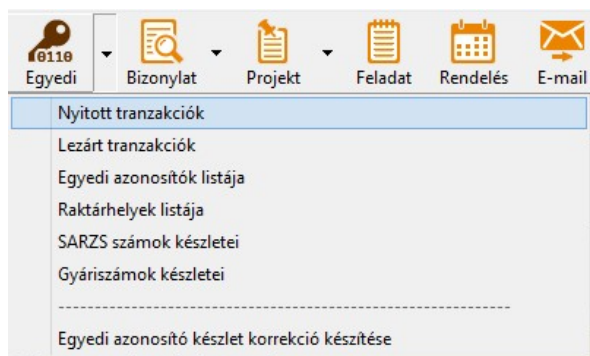 0110
Egyedi Bizonylat Projekt Feladat Rendelés E-mail
Nyitott tranzakciók
Lezárt tranzakciók
Egyedi azonosítók listája
Raktárhelyek listája
SARZS számok készletei
Gyáriszámok készletei
Egyedi azonosító készlet korrekció készítése